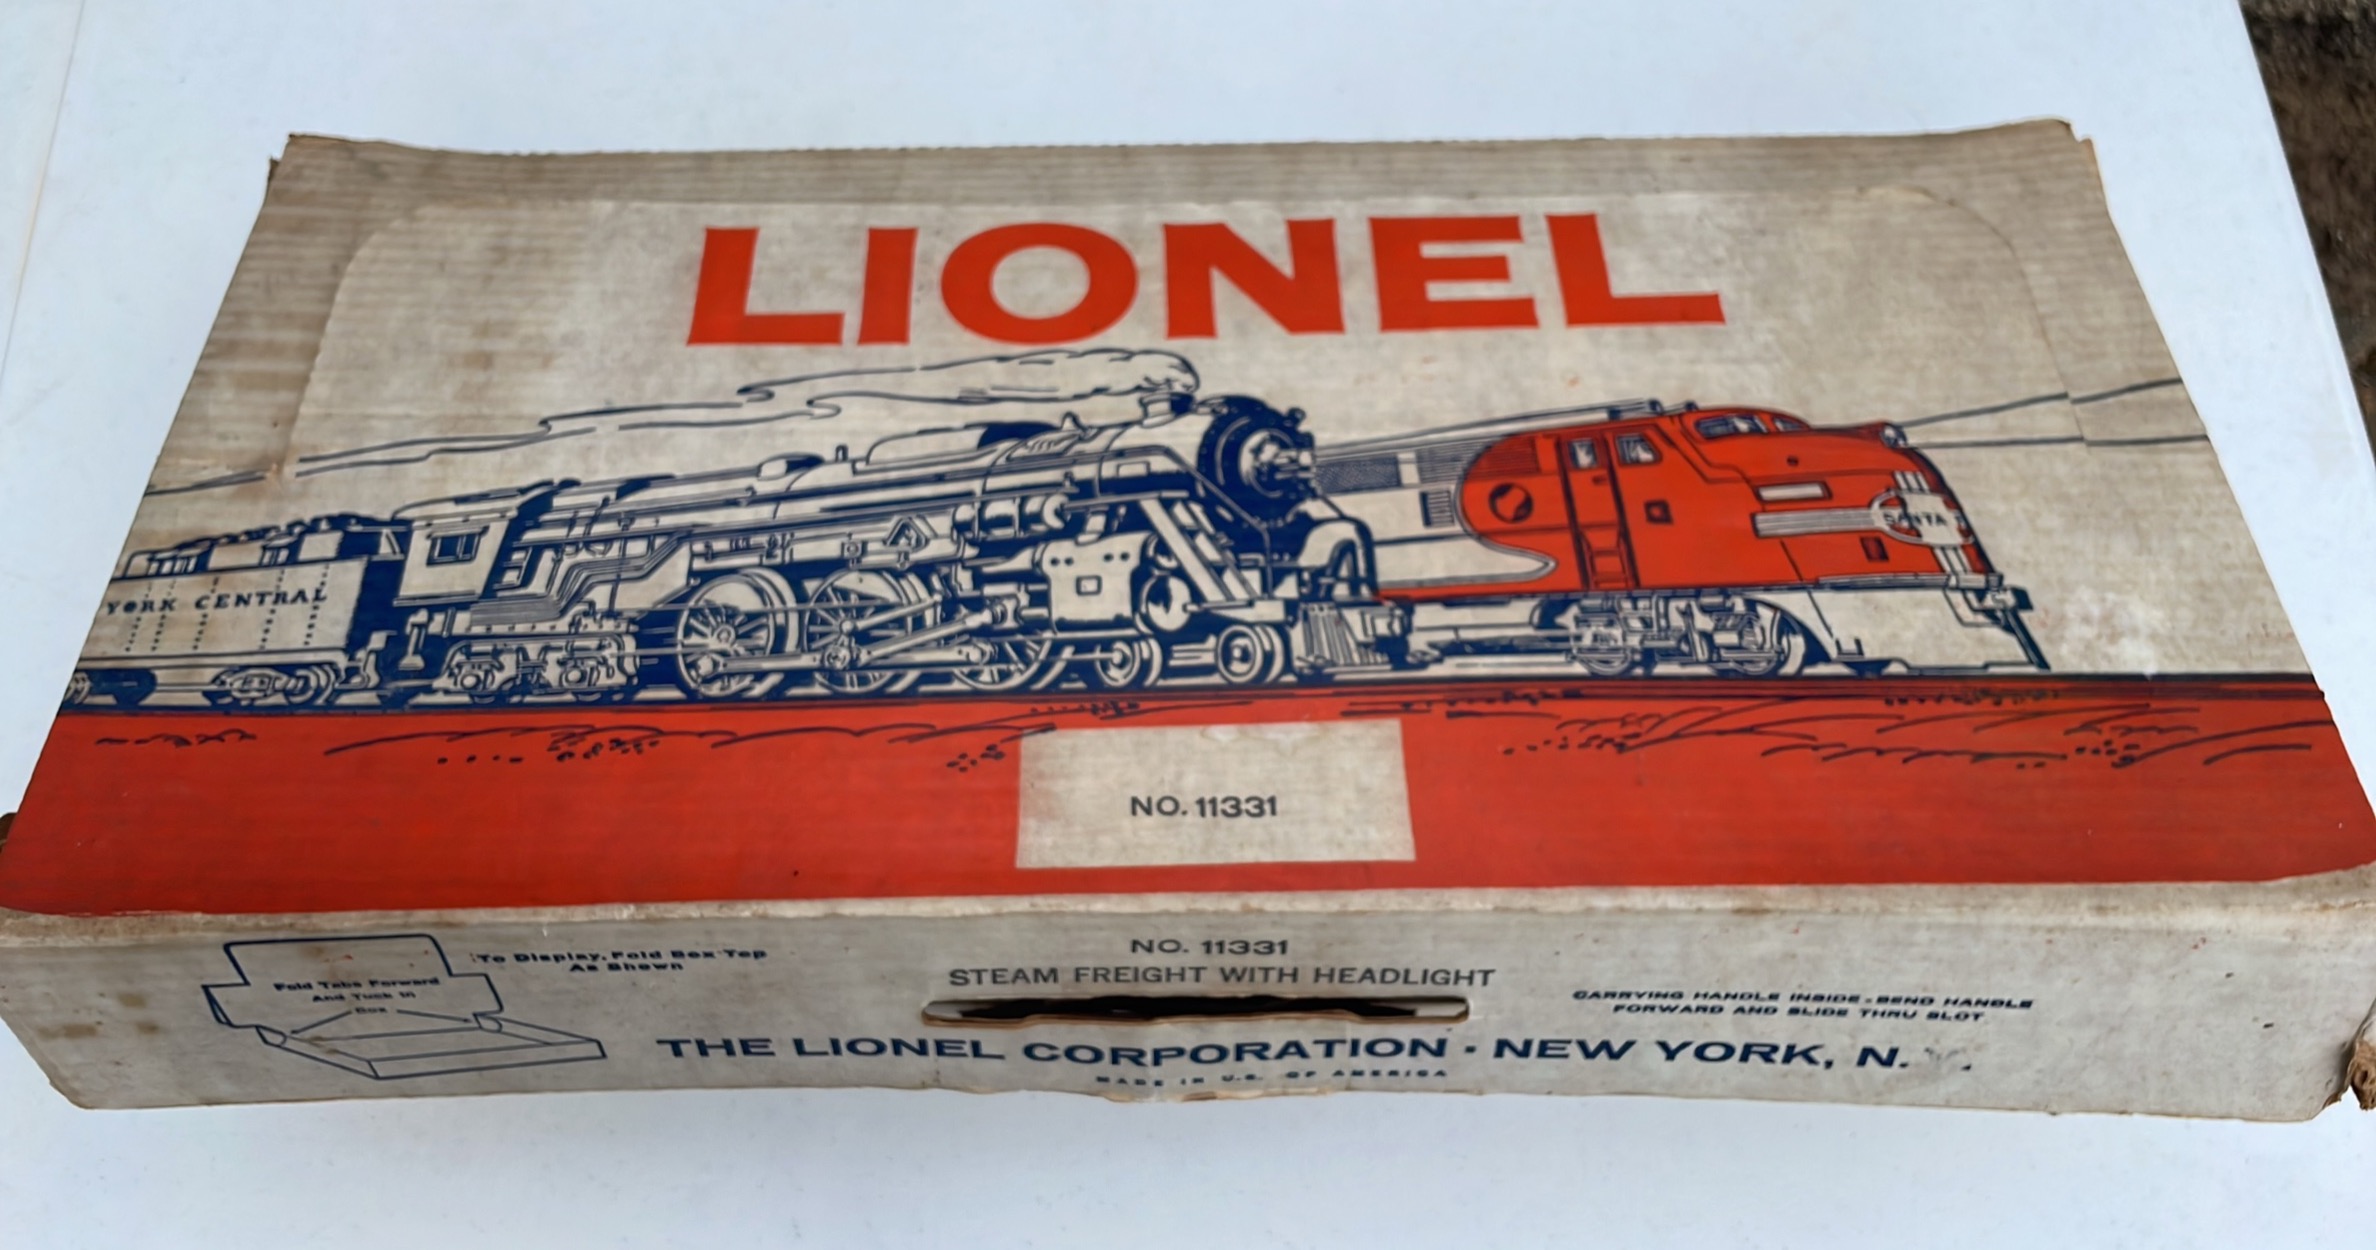 LIONEL
YORK CENTRAL
SANTA
NO. 11331
To Display, Fold Box Top
As Shown
Fold Tabs Forward
And Tuck In
Box
NO. 11331
STEAM FREIGHT WITH HEADLIGHT
CARRYING HANDLE INSIDE - BEND HANDLE
FORWARD AND SLIDE THRU SLOT
THE LIONEL CORPORATION · NEW YORK, N.
MADE IN U.S. OF AMERICA